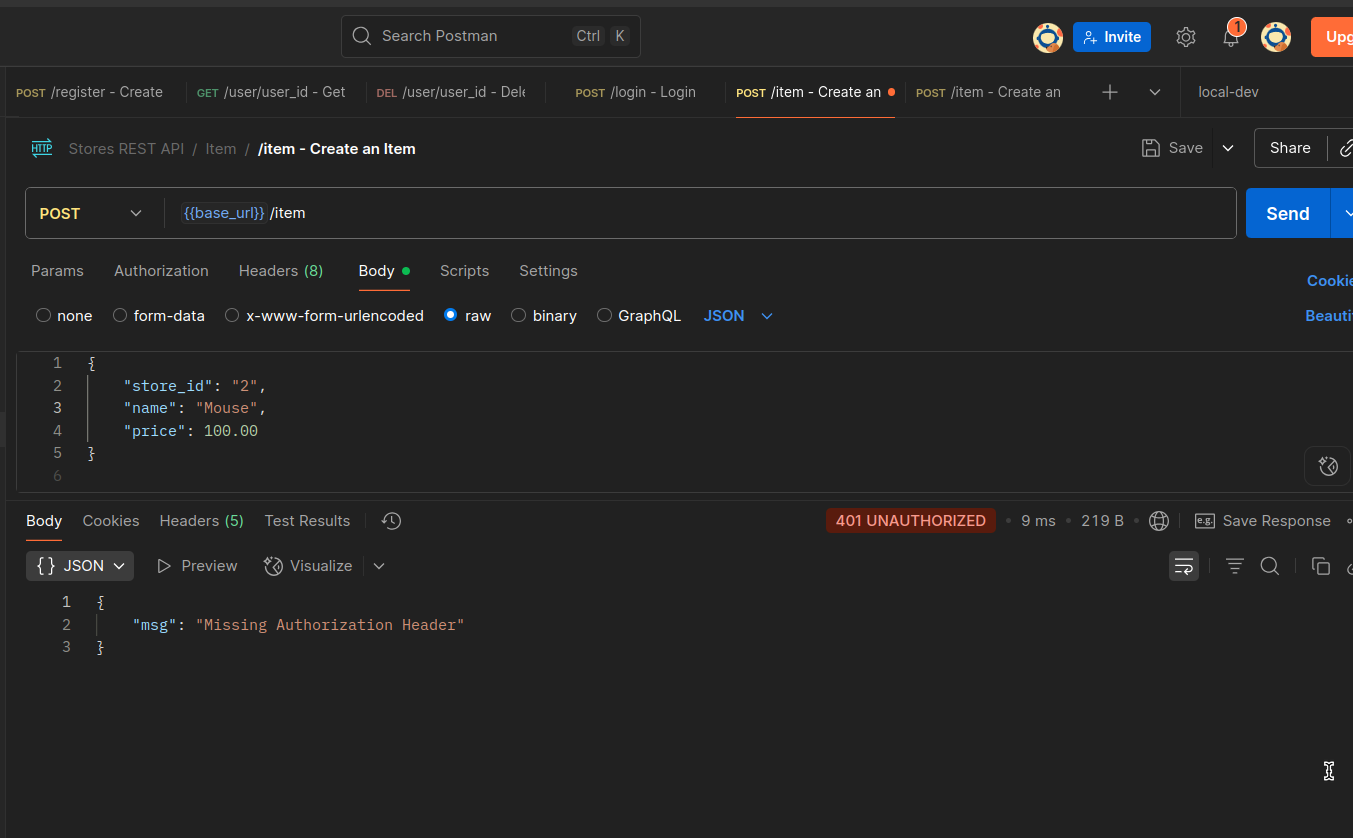 Search Postman Ctrl K Invite 1 Upg
POST /register - Create GET /user/user_id - Get DEL /user/user_id - Dele POST /login - Login POST /item - Create an POST /item - Create an local-dev
HTTP Stores REST API / Item / /item - Create an Item Save Share
POST {{base_url}} /item Send
Params Authorization Headers (8) Body Scripts Settings Cookie
none form-data x-www-form-urlencoded raw binary GraphQL JSON Beauti
1 {
2 "store_id": "2",
3 "name": "Mouse",
4 "price": 100.00
5 }
6
Body Cookies Headers (5) Test Results 401 UNAUTHORIZED • 9 ms • 219 B • e.g. Save Response
{} JSON Preview Visualize
1 {
2 "msg": "Missing Authorization Header"
3 }